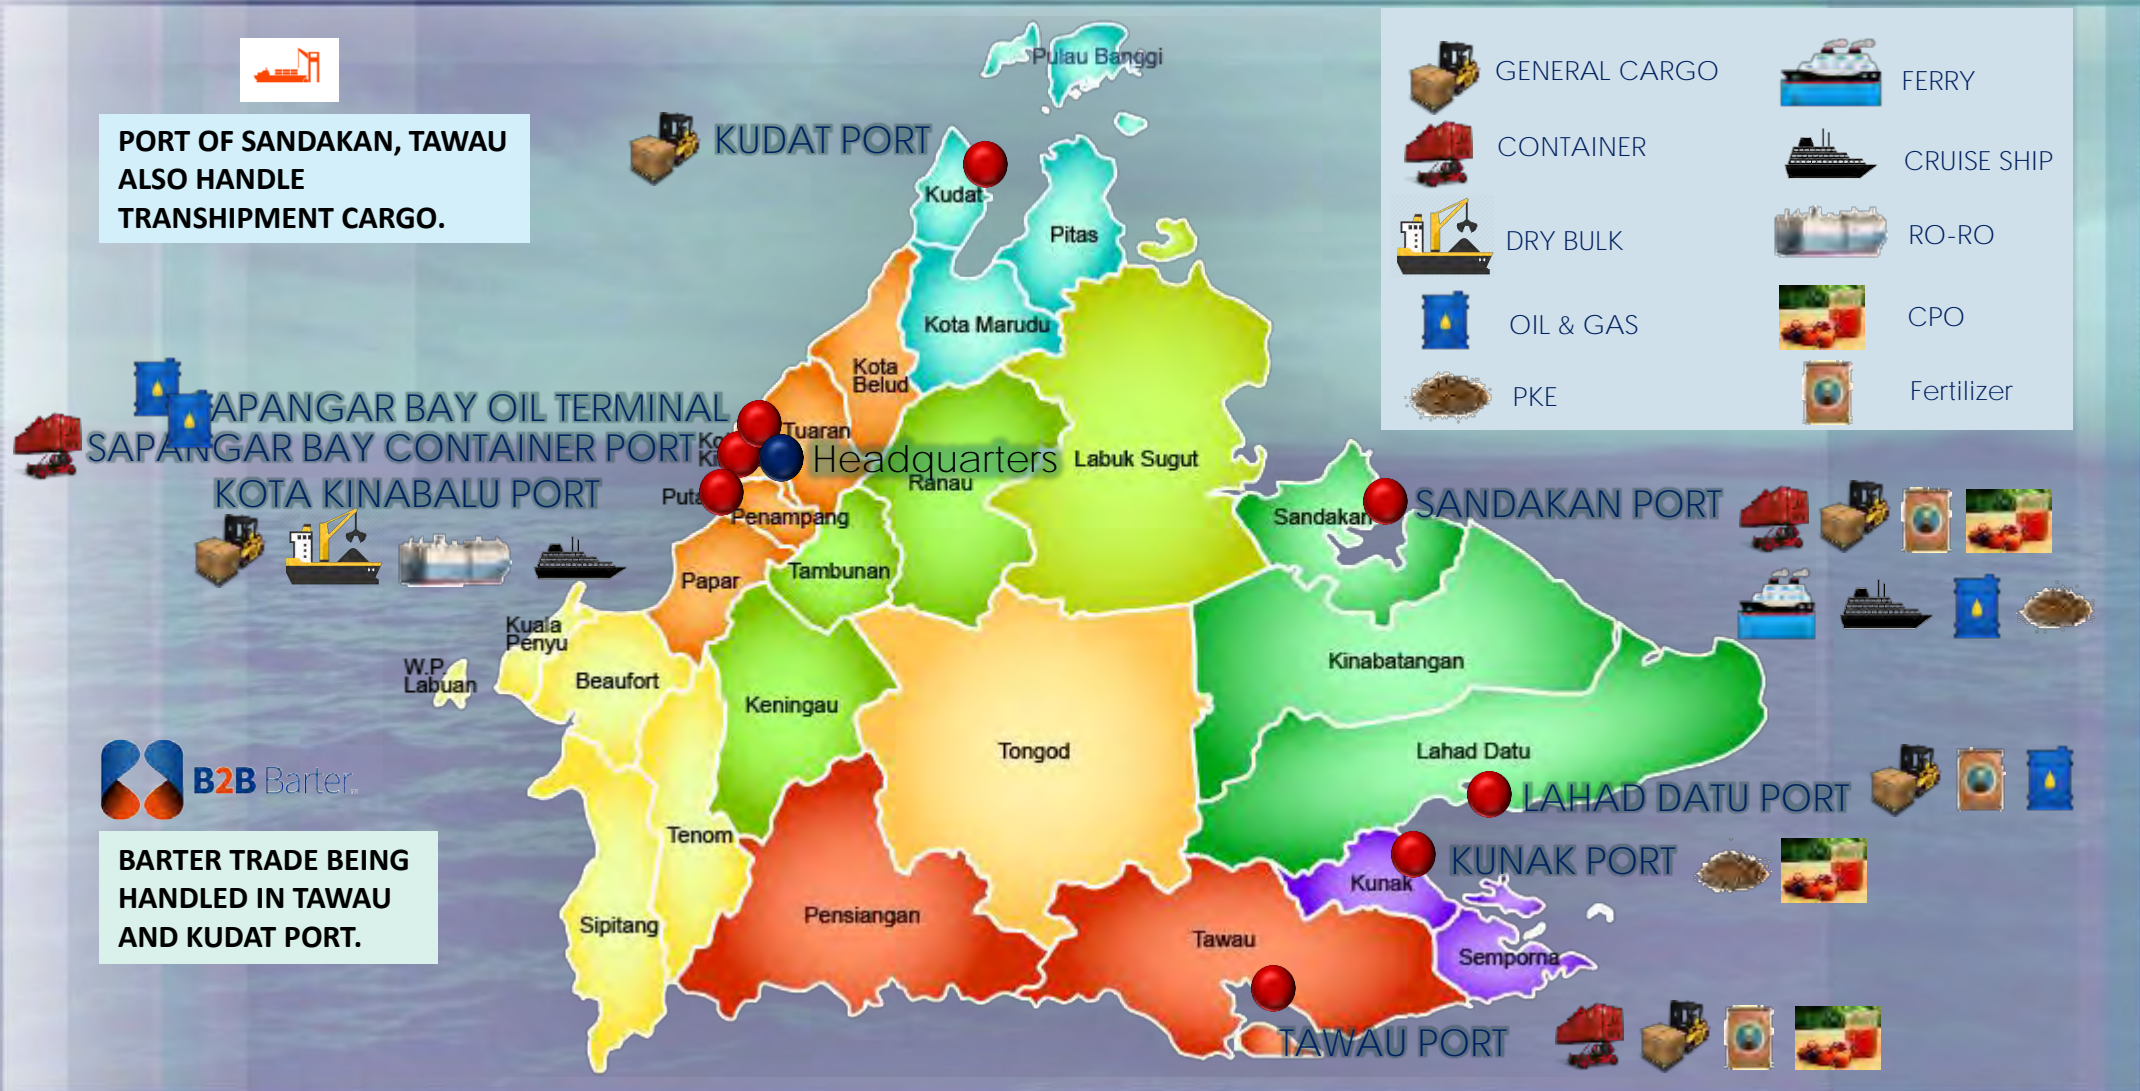 PORT OF SANDAKAN, TAWAU
ALSO HANDLE
TRANSHIPMENT CARGO.
KUDAT PORT
Pulau Banggi
GENERAL CARGO
FERRY
CONTAINER
CRUISE SHIP
DRY BULK
RO-RO
OIL & GAS
CPO
PKE
Fertilizer
Kudat
Pitas
Kota Marudu
Kota
Belud
APANGAR BAY OIL TERMINAL
Tuaran
SAPANGAR BAY CONTAINER PORT
Headquarters
Labuk Sugut
Ranau
KOTA KINABALU PORT
Penampang
Sandakan
SANDAKAN PORT
Tambunan
Papar
Kuala
Penyu
W.P.
Labuan
Beaufort
Keningau
Kinabatangan
Tongod
Lahad Datu
B2B Barter
LAHAD DATU PORT
Tenom
BARTER TRADE BEING
HANDLED IN TAWAU
AND KUDAT PORT.
KUNAK PORT
Kunak
Sipitang
Pensiangan
Tawau
Semporna
TAWAU PORT